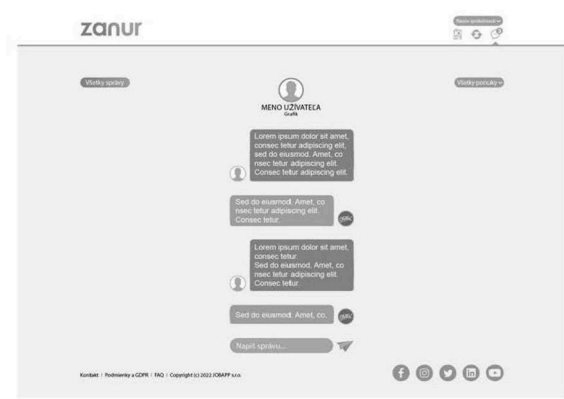 zanur
Všetky správy
Všetky ponuky
MENO UŽÍVATEĽA
Grafik
Lorem ipsum dolor sit amet,
consec tetur adipiscing elit,
sed do eiusmod. Amet, co
nsec tetur adipiscing elit.
Consec tetur adipiscing elit.
Sed do eiusmod. Amet, co
nsec tetur adipiscing elit.
Consec tetur.
Lorem ipsum dolor sit amet,
consec tetur.
Sed do eiusmod. Amet, co
nsec tetur adipiscing elit.
Consec tetur.
Sed do eiusmod. Amet, co.
Napíš správu...
Kontakt | Podmienky a GDPR | FAQ | Copyright (c) 2022 JOBAPP s.r.o.